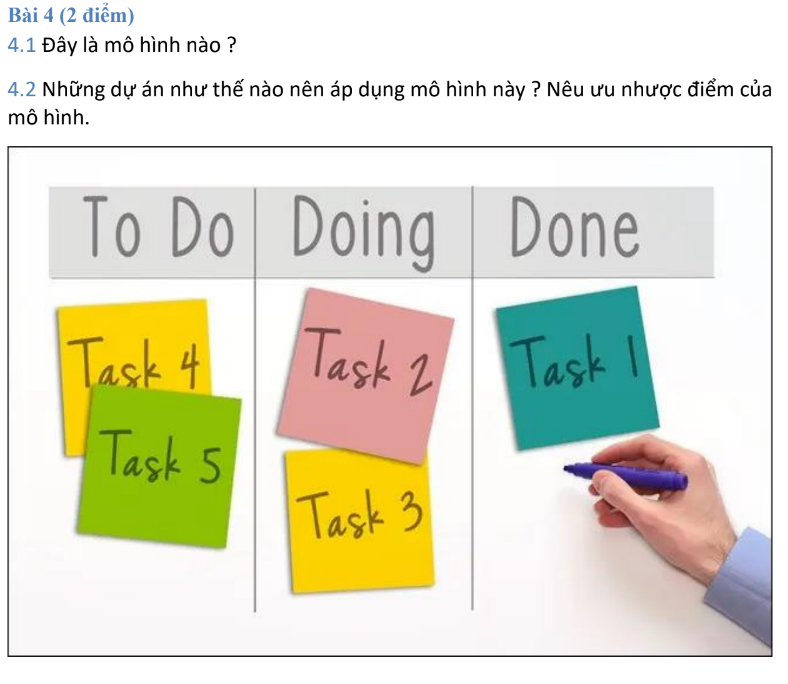 Bài 4 (2 điểm)
4.1 Đây là mô hình nào ?
4.2 Những dự án như thế nào nên áp dụng mô hình này ? Nêu ưu nhược điểm của
mô hình.
To Do Doing Done
Task 4
Task 5
Task 2
Task 3
Task 1